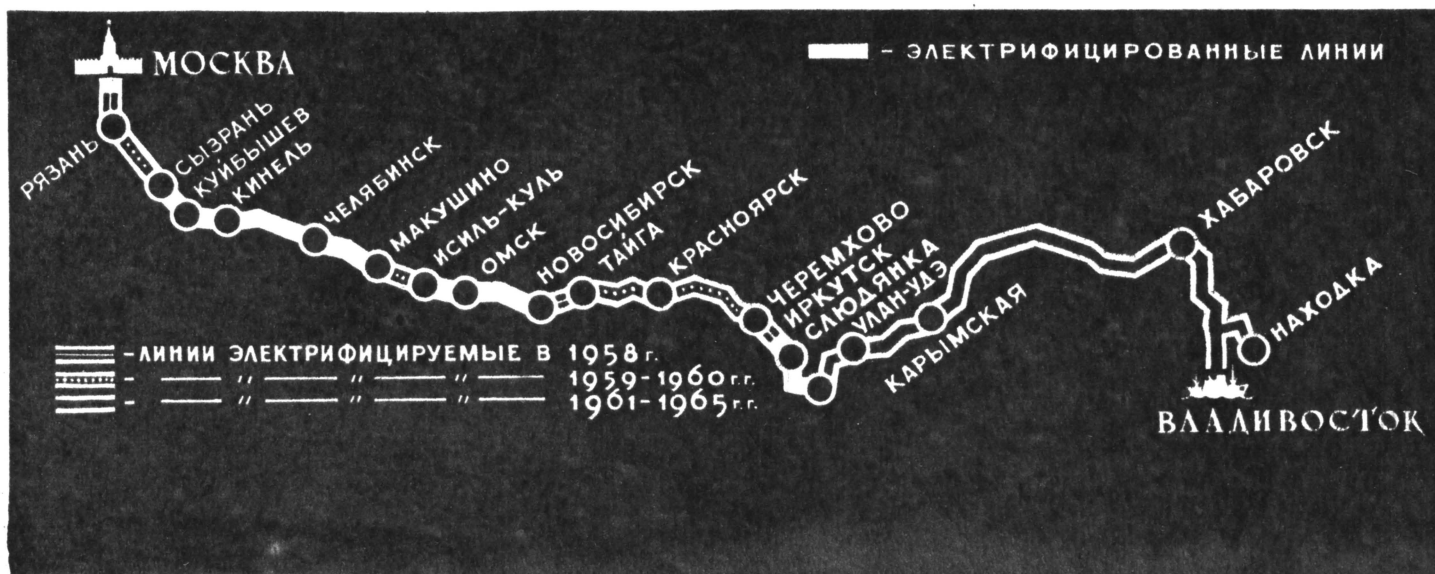 МОСКВА
- ЭЛЕКТРИФИЦИРОВАННЫЕ ЛИНИИ
РЯЗАНЬ
СЫЗРАНЬ
КУЙБЫШЕВ
КИНЕЛЬ
ЧЕЛЯБИНСК
МАКУШИНО
ИСИЛЬ-КУЛЬ
ОМСК
НОВОСИБИРСК
ТАЙГА
КРАСНОЯРСК
ЧЕРЕМХОВО
ИРКУТСК
СЛЮДЯНКА
УЛАН-УДЭ
КАРЫМСКАЯ
ХАБАРОВСК
НАХОДКА
ВЛАДИВОСТОК
- ЛИНИИ ЭЛЕКТРИФИЦИРУЕМЫЕ В 1958 г.
- — " — " — " — 1959-1960 г.г.
- — " — " — " — 1961-1965 г.г.